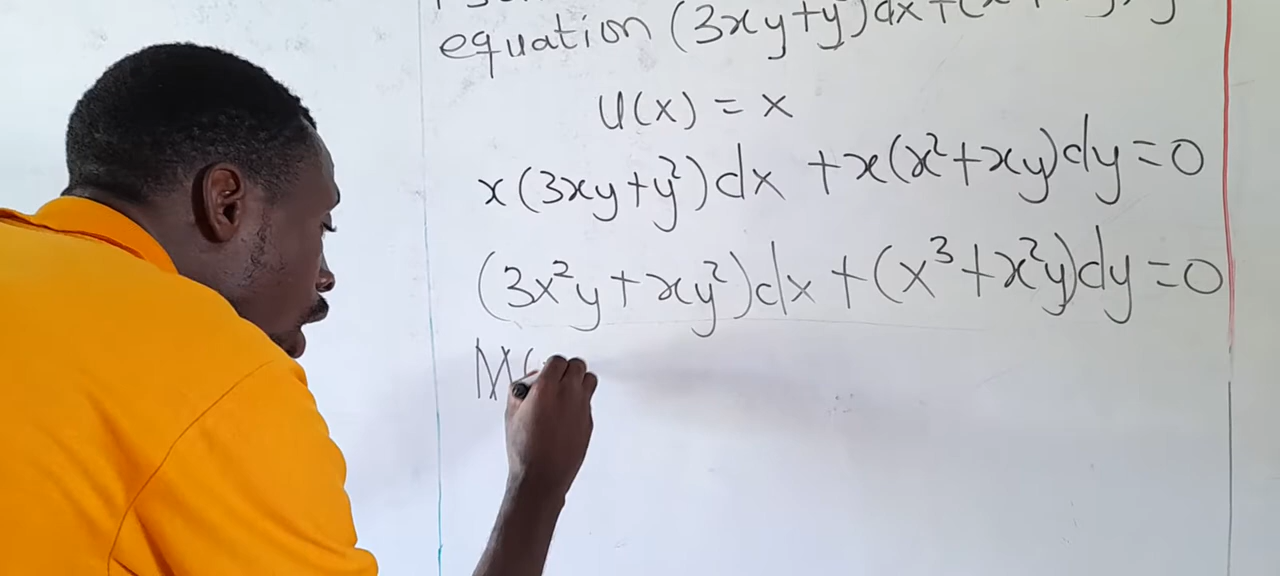 equation (3xy+y²)dx+(x
U(x) = x
x(3xy+y²)dx +x(x²+xy)dy=0
(3x²y+xy²)dx+(x³+x²y)dy=0
M(